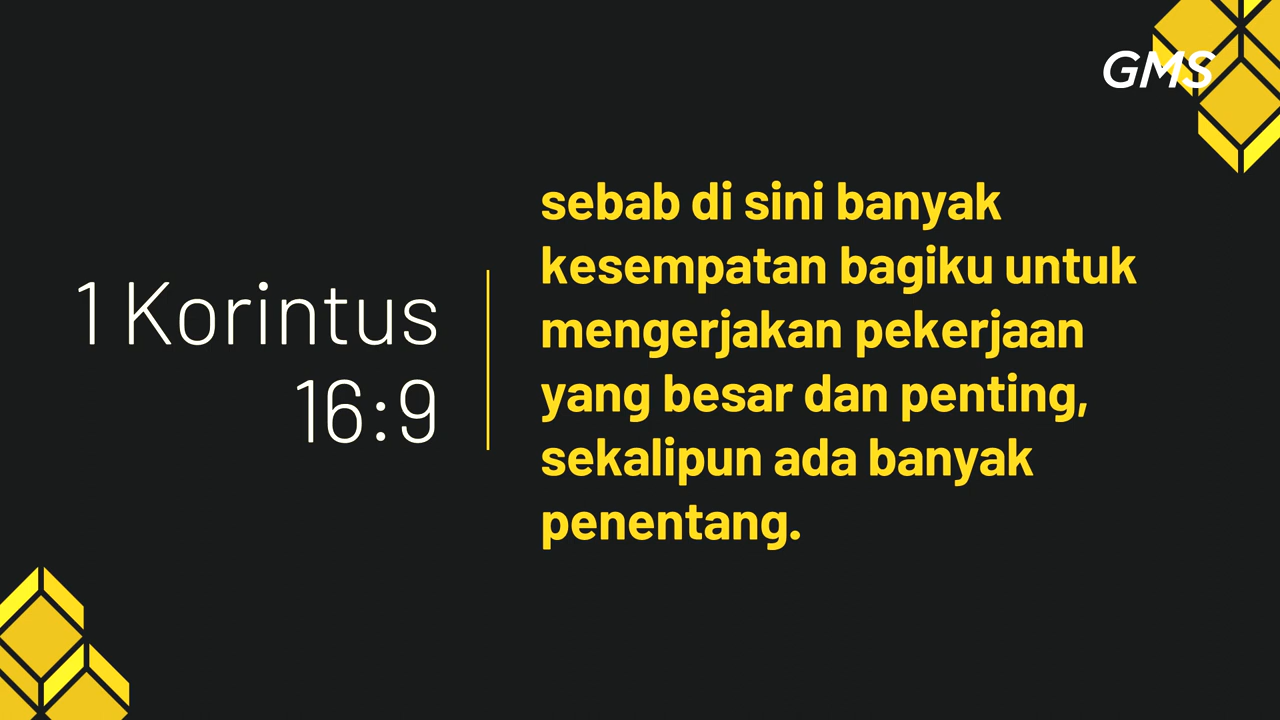 GMS
1 Korintus
16:9
sebab di sini banyak
kesempatan bagiku untuk
mengerjakan pekerjaan
yang besar dan penting,
sekalipun ada banyak
penentang.